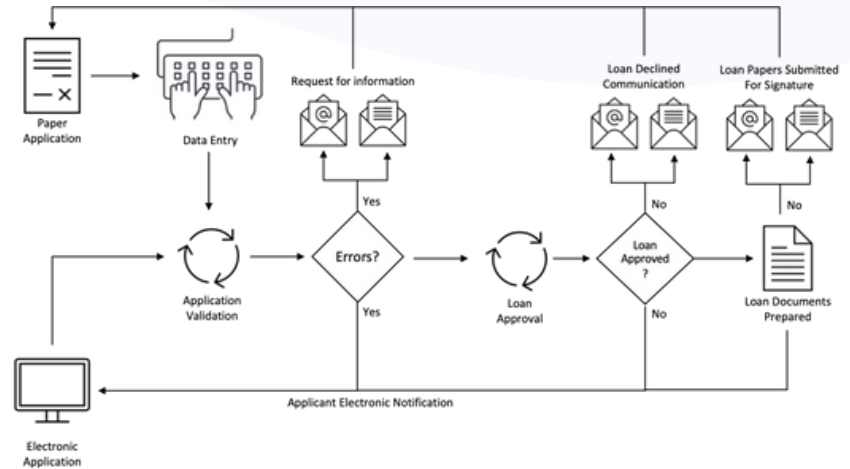 Paper
Application
Data Entry
Request for information
Loan Declined
Communication
Loan Papers Submitted
For Signature
@
@
@
Yes
No
No
Errors?
Loan
Approved
?
Application
Validation
Loan
Approval
Loan Documents
Prepared
Yes
No
Applicant Electronic Notification
Electronic
Application